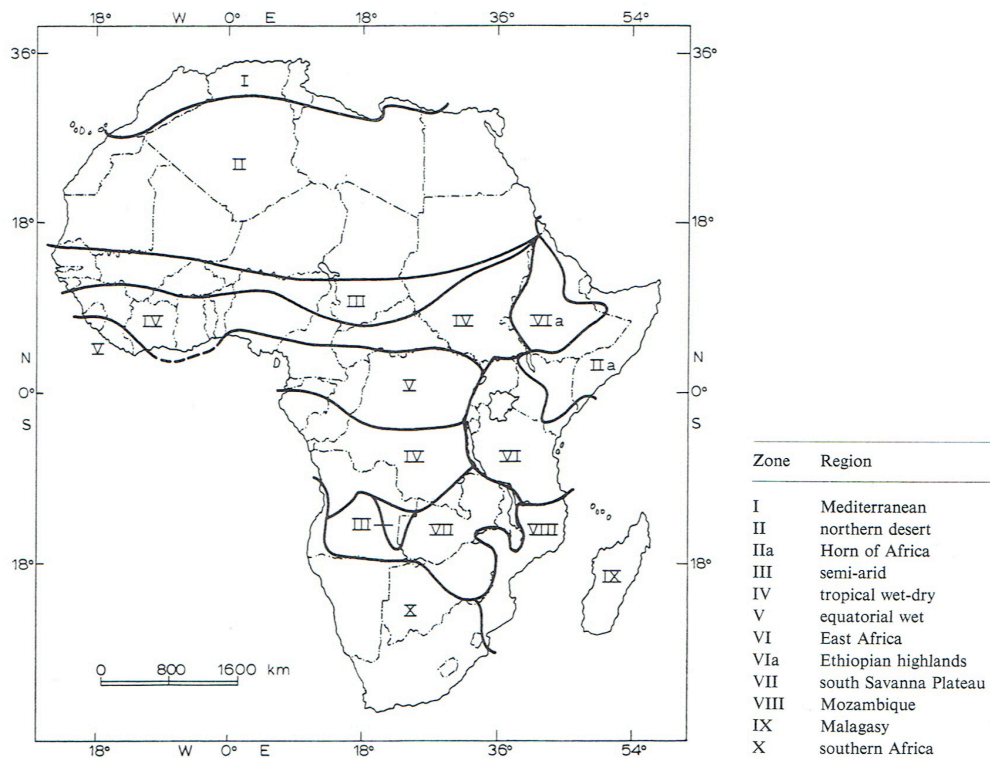 18° W 0° E 18° 36° 54°
36° 36°
I
II
18° 18°
III
IV IV VIa
V
N N
IIa
V
0° 0°
S S
IV VI
III VII VIII
18° 18°
IX
X
0 800 1600 km
18° W 0° E 18° 36° 54°
Zone Region
I Mediterranean
II northern desert
IIa Horn of Africa
III semi-arid
IV tropical wet-dry
V equatorial wet
VI East Africa
VIa Ethiopian highlands
VII south Savanna Plateau
VIII Mozambique
IX Malagasy
X southern Africa